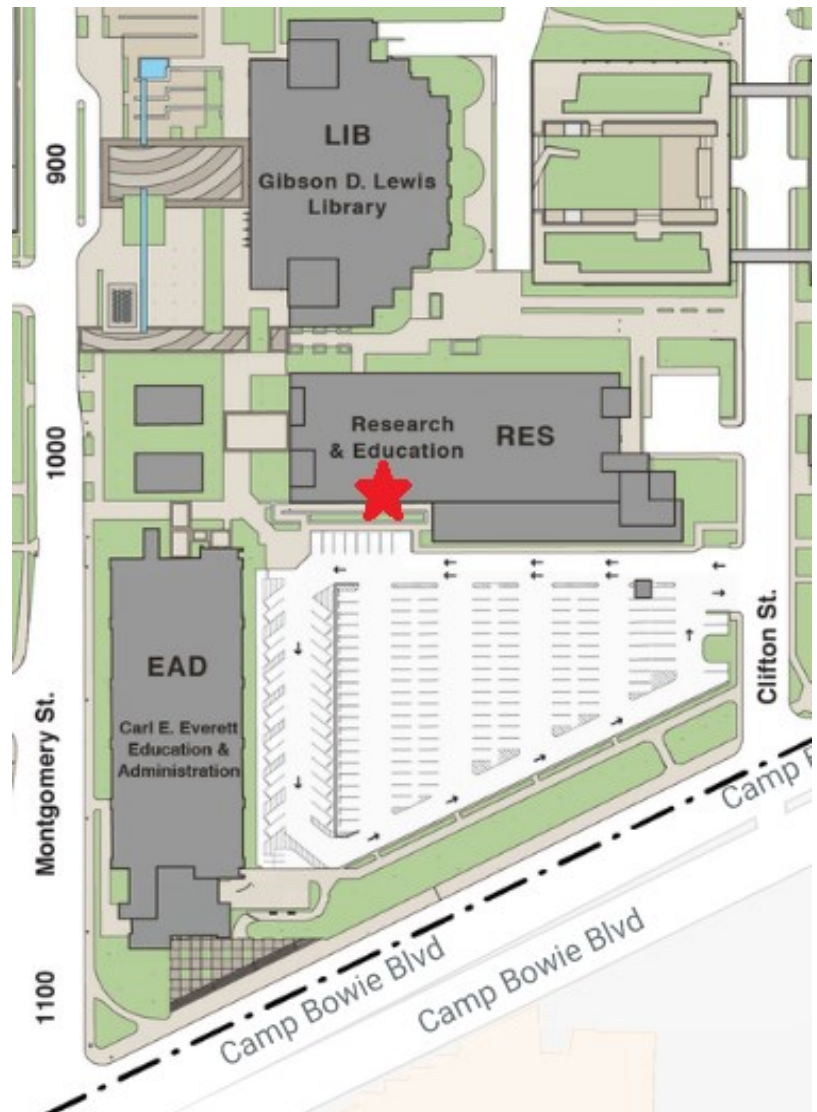 LIB
Gibson D. Lewis
Library
900
Research
& Education
RES
1000
EAD
Carl E. Everett
Education &
Administration
Montgomery St.
Clifton St.
Camp Bowie Blvd
Camp Bowie Blvd
1100